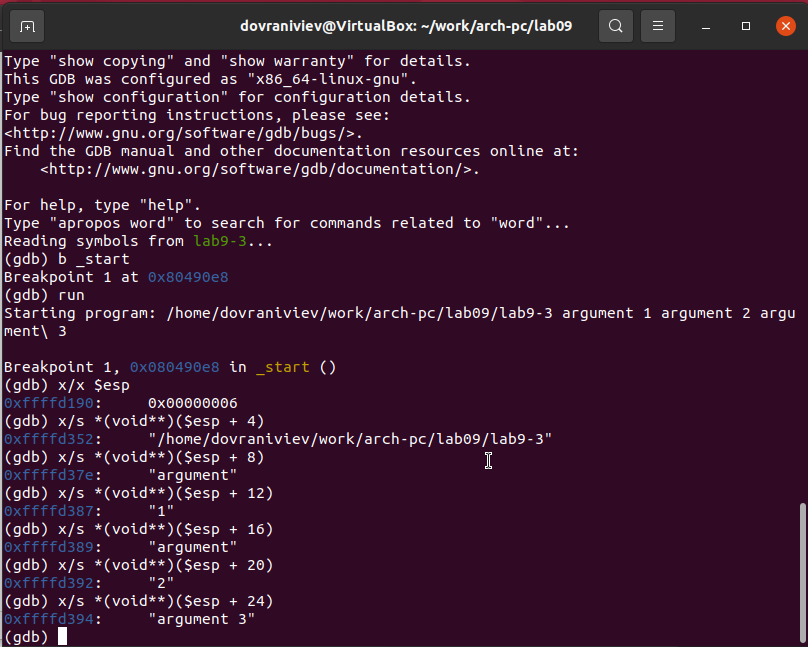 dovraniviev@VirtualBox: ~/work/arch-pc/lab09
Type "show copying" and "show warranty" for details.
This GDB was configured as "x86_64-linux-gnu".
Type "show configuration" for configuration details.
For bug reporting instructions, please see:
<http://www.gnu.org/software/gdb/bugs/>.
Find the GDB manual and other documentation resources online at:
    <http://www.gnu.org/software/gdb/documentation/>.

For help, type "help".
Type "apropos word" to search for commands related to "word"...
Reading symbols from lab9-3...
(gdb) b _start
Breakpoint 1 at 0x80490e8
(gdb) run
Starting program: /home/dovraniviev/work/arch-pc/lab09/lab9-3 argument 1 argument 2 argu
ment\ 3

Breakpoint 1, 0x080490e8 in _start ()
(gdb) x/x $esp
0xffffd190:     0x00000006
(gdb) x/s *(void**)($esp + 4)
0xffffd352:     "/home/dovraniviev/work/arch-pc/lab09/lab9-3"
(gdb) x/s *(void**)($esp + 8)
0xffffd37e:     "argument"
(gdb) x/s *(void**)($esp + 12)
0xffffd387:     "1"
(gdb) x/s *(void**)($esp + 16)
0xffffd389:     "argument"
(gdb) x/s *(void**)($esp + 20)
0xffffd392:     "2"
(gdb) x/s *(void**)($esp + 24)
0xffffd394:     "argument 3"
(gdb)